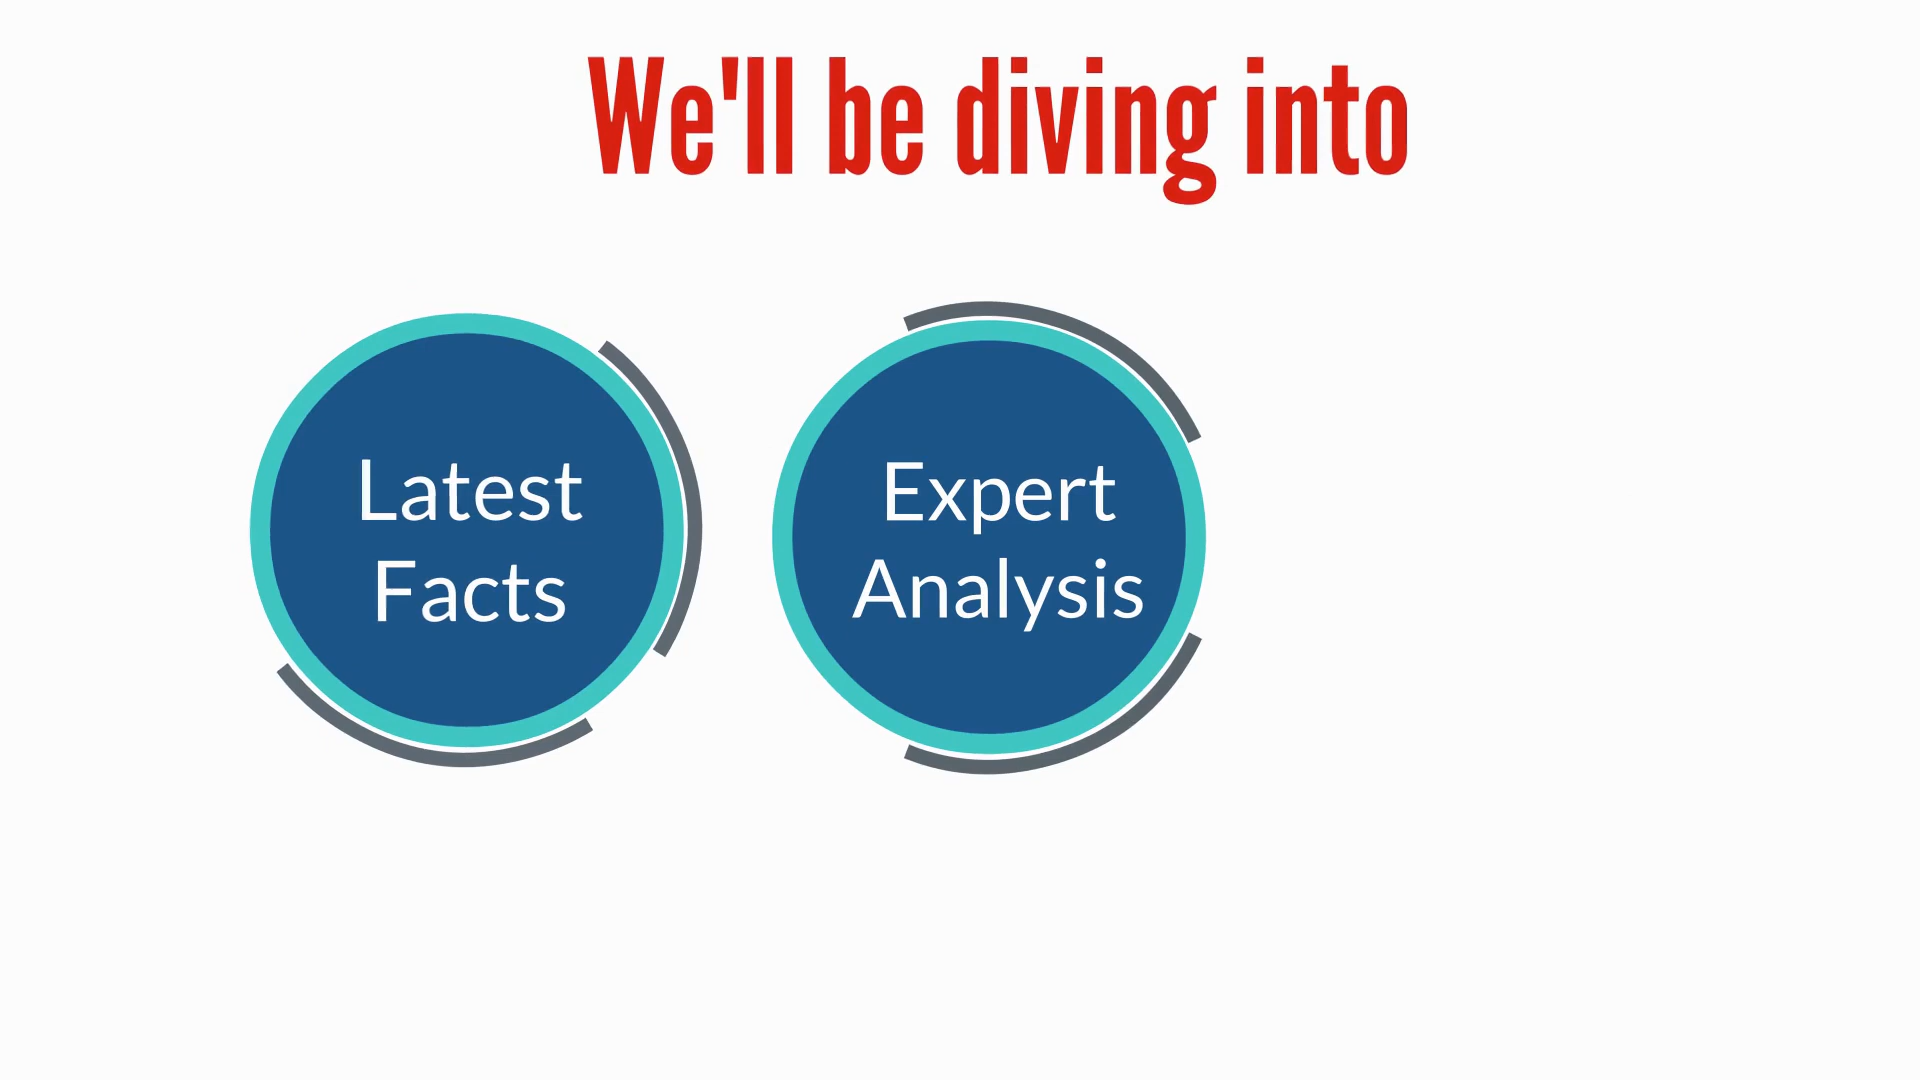 We'll be diving into
Latest
Facts
Expert
Analysis